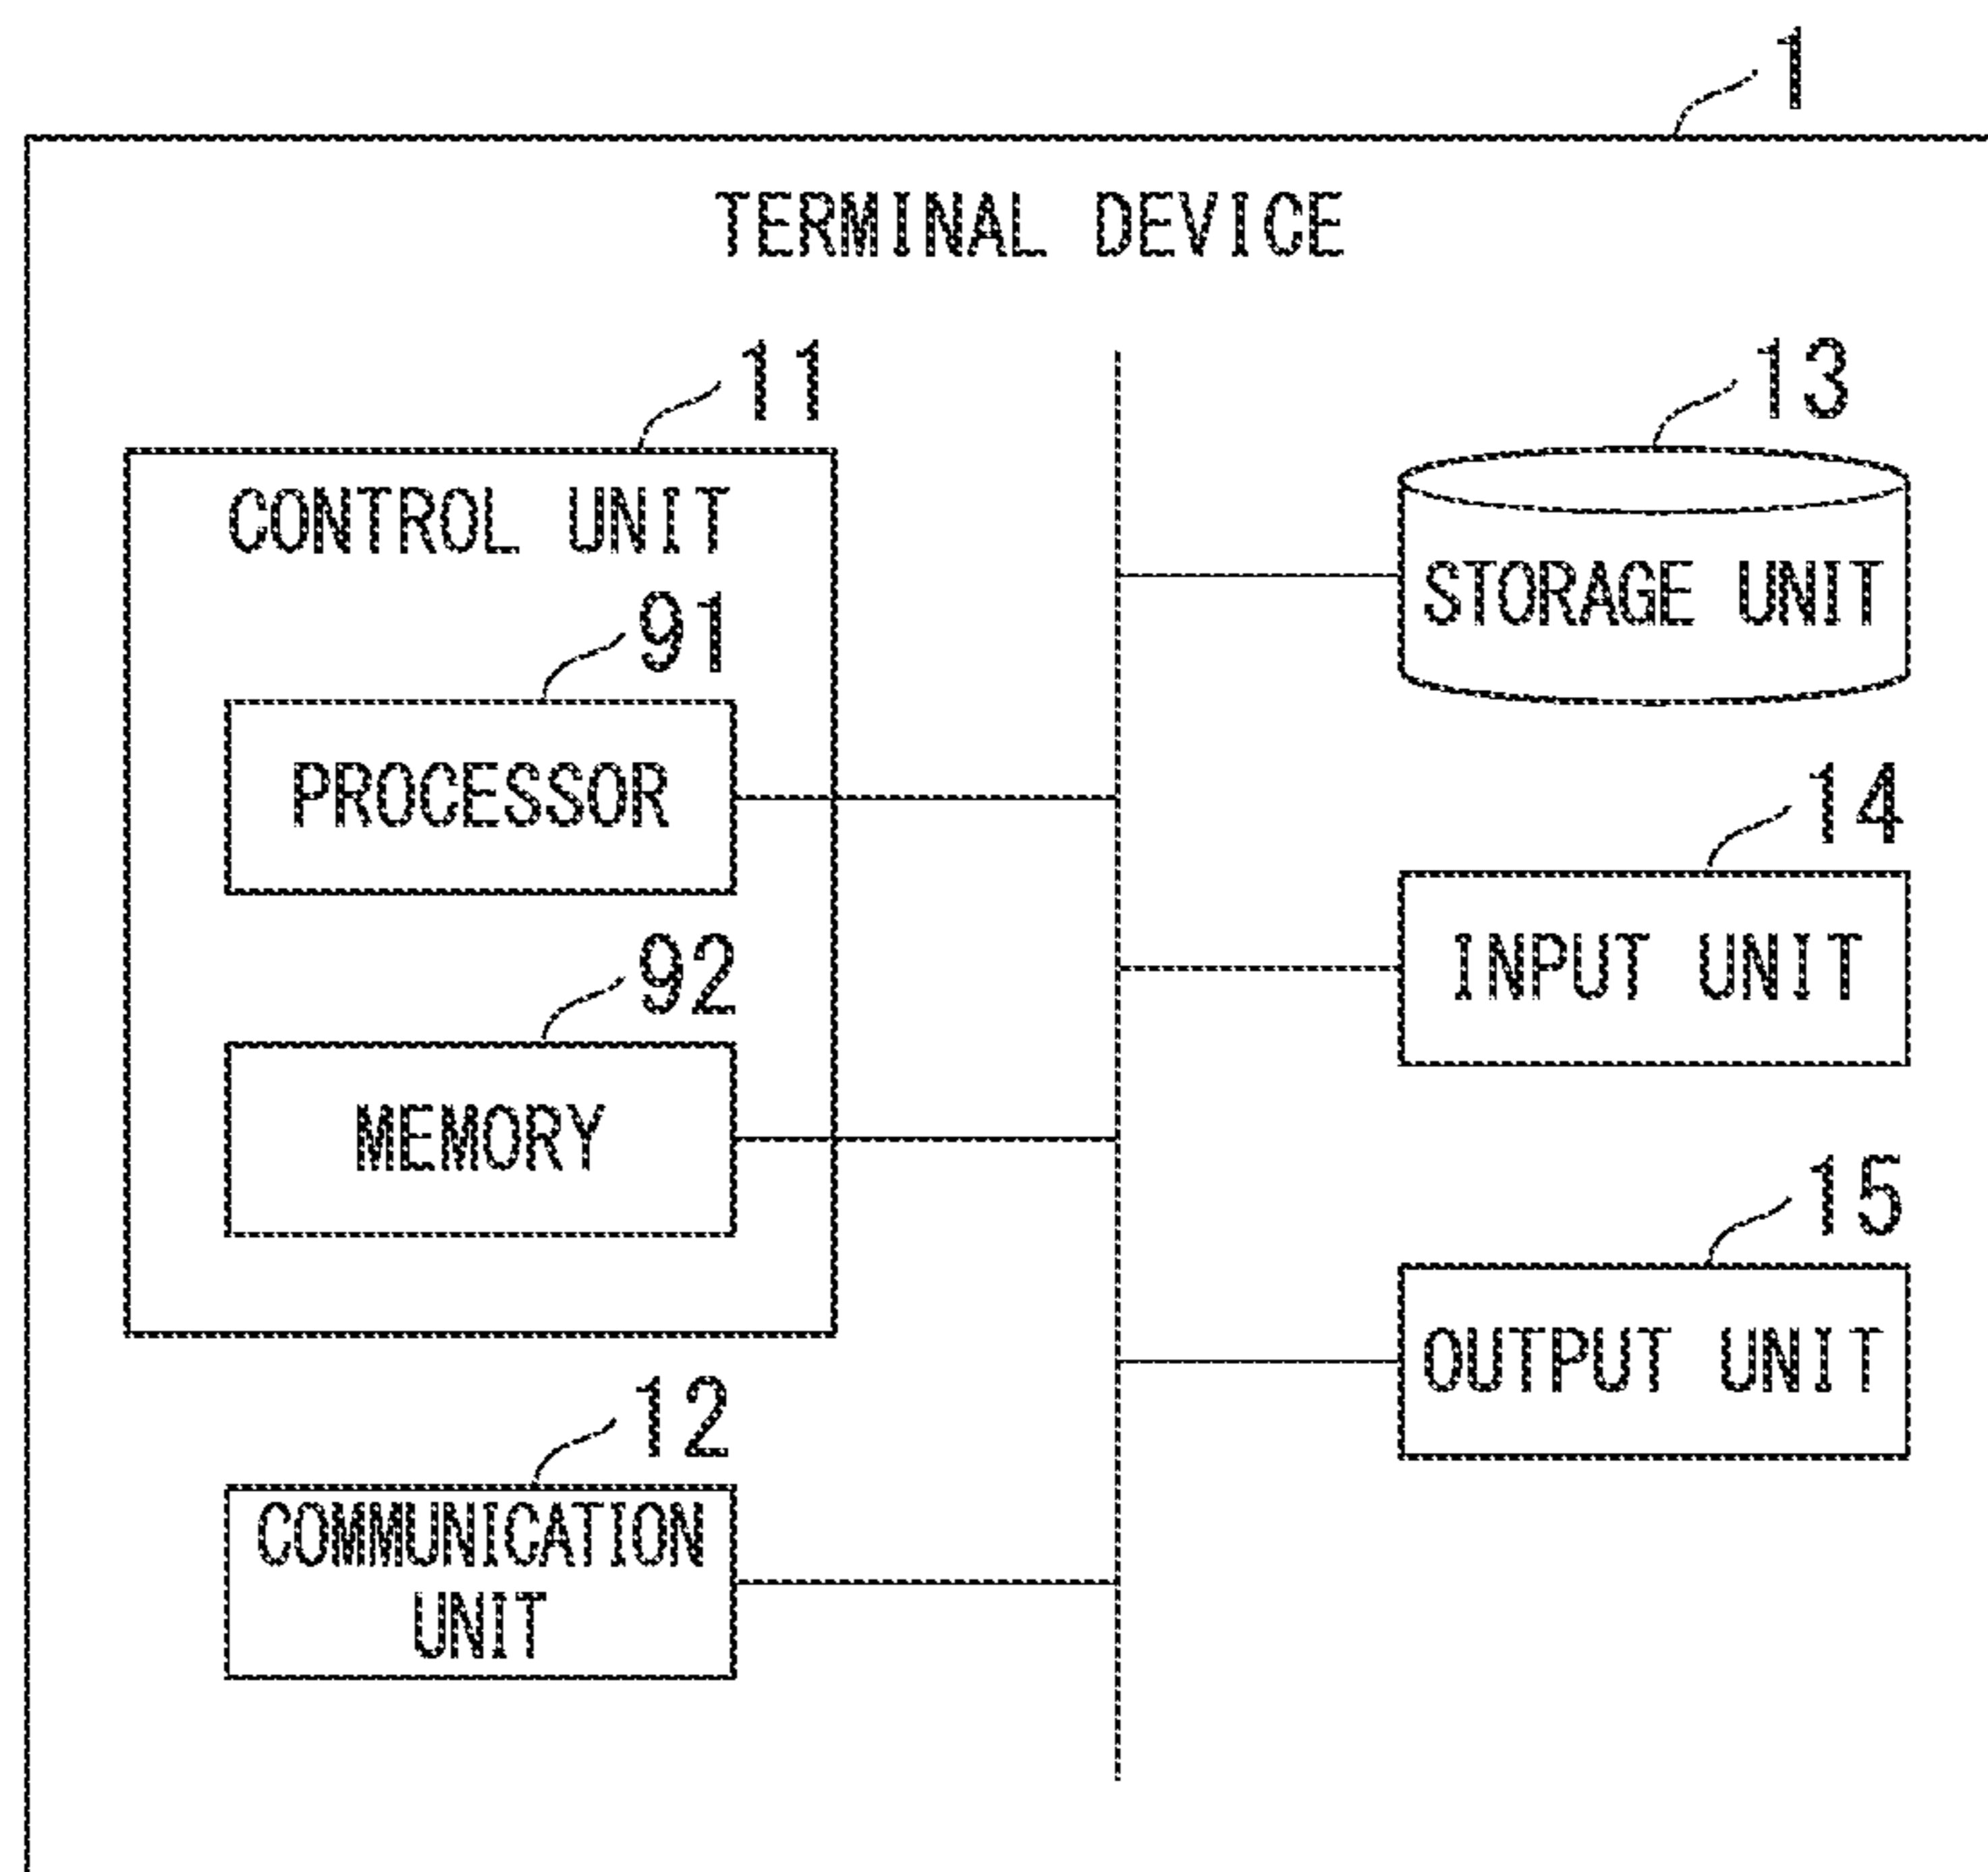 1
TERMINAL DEVICE
11
CONTROL UNIT
91
PROCESSOR
92
MEMORY
12
COMMUNICATION
UNIT
13
STORAGE UNIT
14
INPUT UNIT
15
OUTPUT UNIT